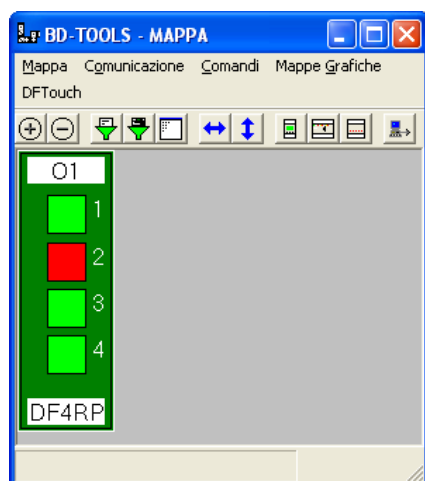 BD-TOOLS - MAPPA
Mappa Comunicazione Comandi Mappe Grafiche
DFTouch
O1
1
2
3
4
DF4RP